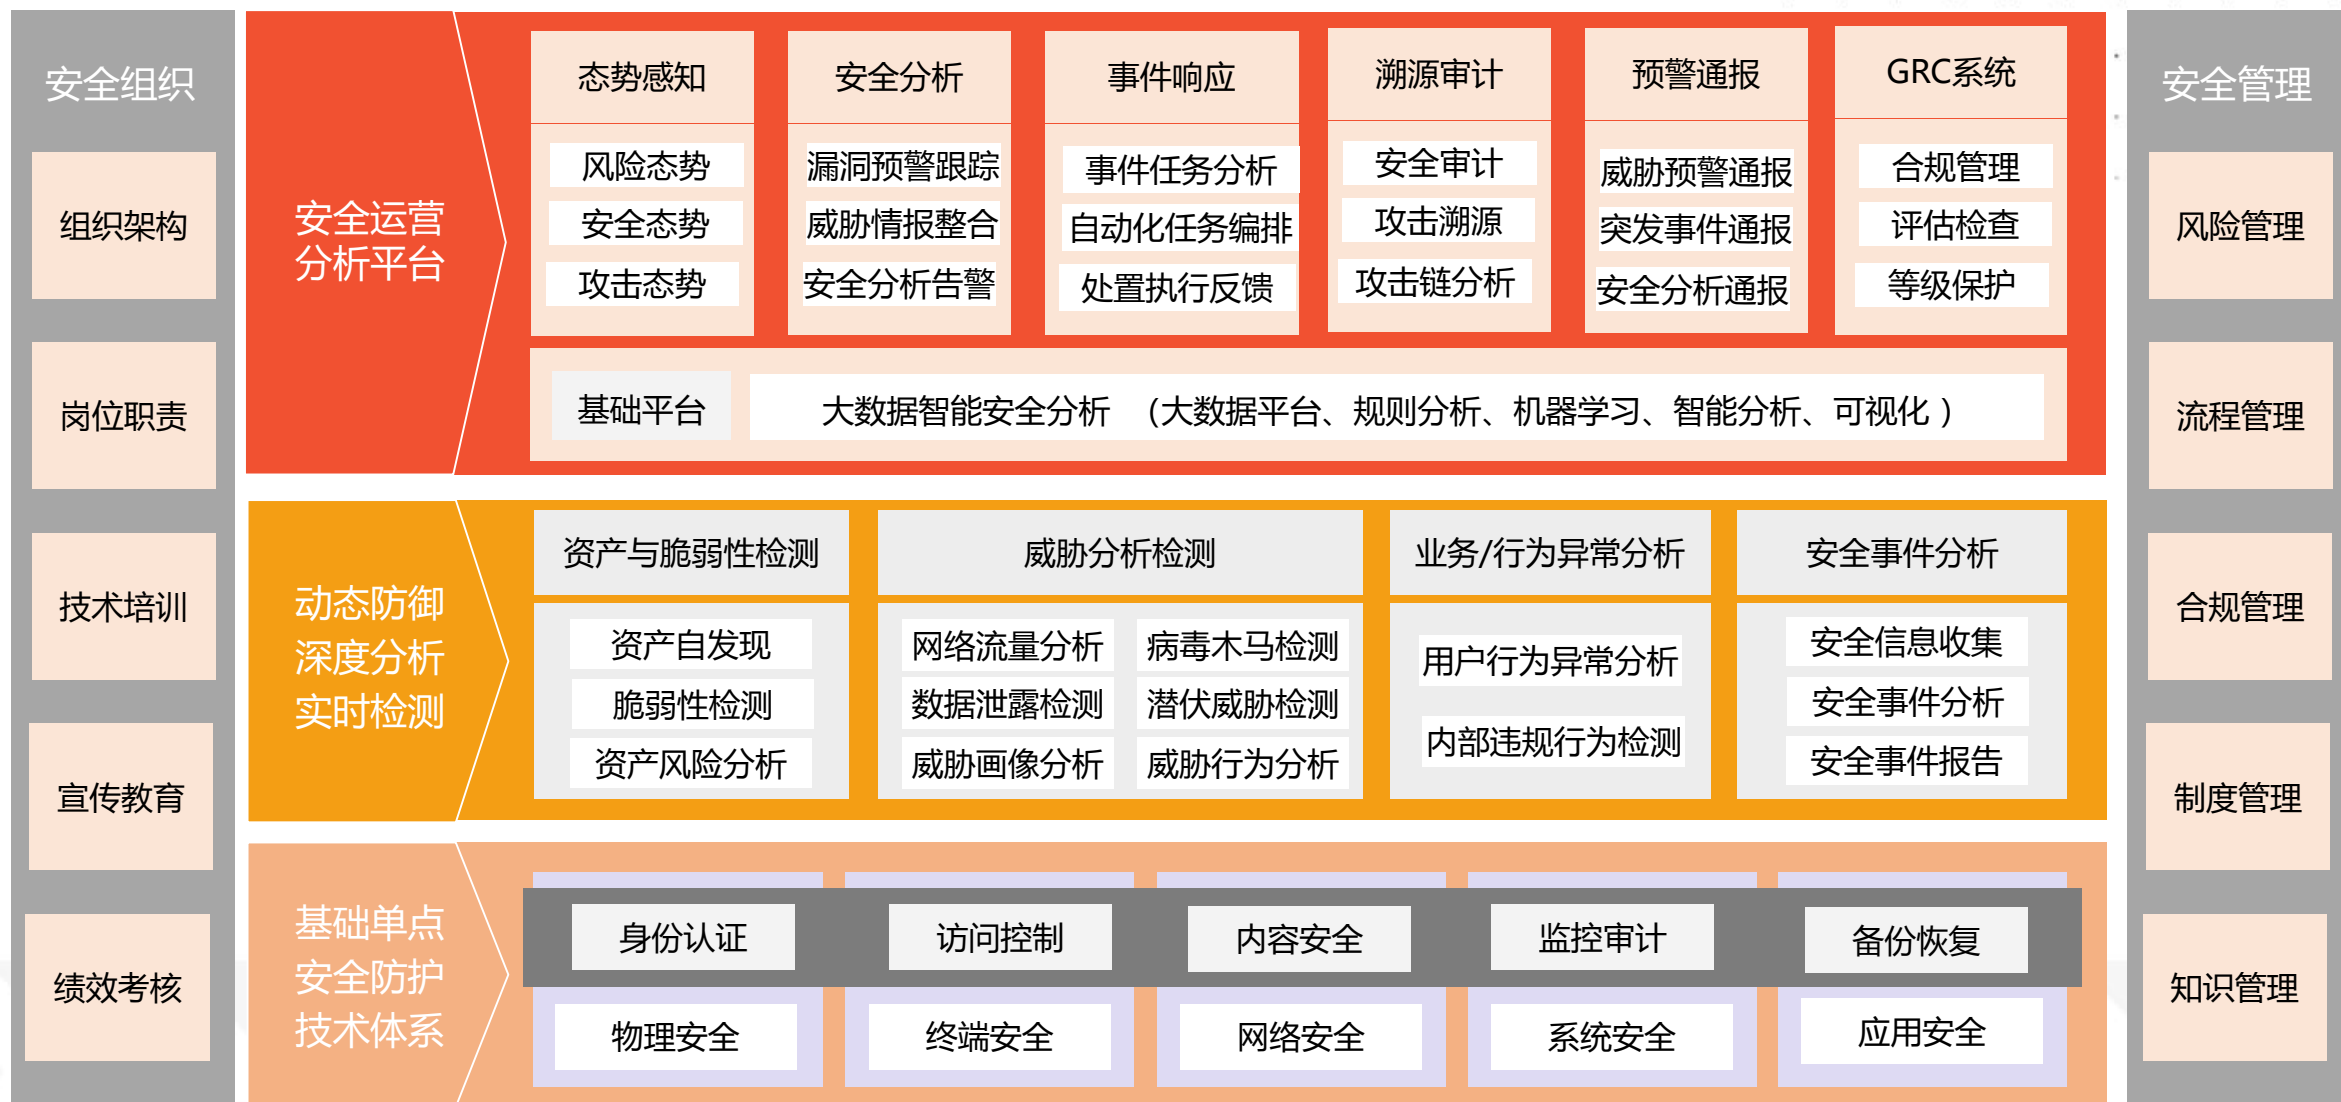 安全组织
组织架构
岗位职责
技术培训
宣传教育
绩效考核
安全运营
分析平台
态势感知
风险态势
安全态势
攻击态势
安全分析
漏洞预警跟踪
威胁情报整合
安全分析告警
事件响应
事件任务分析
自动化任务编排
处置执行反馈
溯源审计
安全审计
攻击溯源
攻击链分析
预警通报
威胁预警通报
突发事件通报
安全分析通报
GRC系统
合规管理
评估检查
等级保护
基础平台
大数据智能安全分析 （大数据平台、规则分析、机器学习、智能分析、可视化 ）
动态防御
深度分析
实时检测
资产与脆弱性检测
资产自发现
脆弱性检测
资产风险分析
威胁分析检测
网络流量分析 病毒木马检测
数据泄露检测 潜伏威胁检测
威胁画像分析 威胁行为分析
业务/行为异常分析
用户行为异常分析
内部违规行为检测
安全事件分析
安全信息收集
安全事件分析
安全事件报告
基础单点
安全防护
技术体系
身份认证 访问控制 内容安全 监控审计 备份恢复
物理安全 终端安全 网络安全 系统安全 应用安全
安全管理
风险管理
流程管理
合规管理
制度管理
知识管理